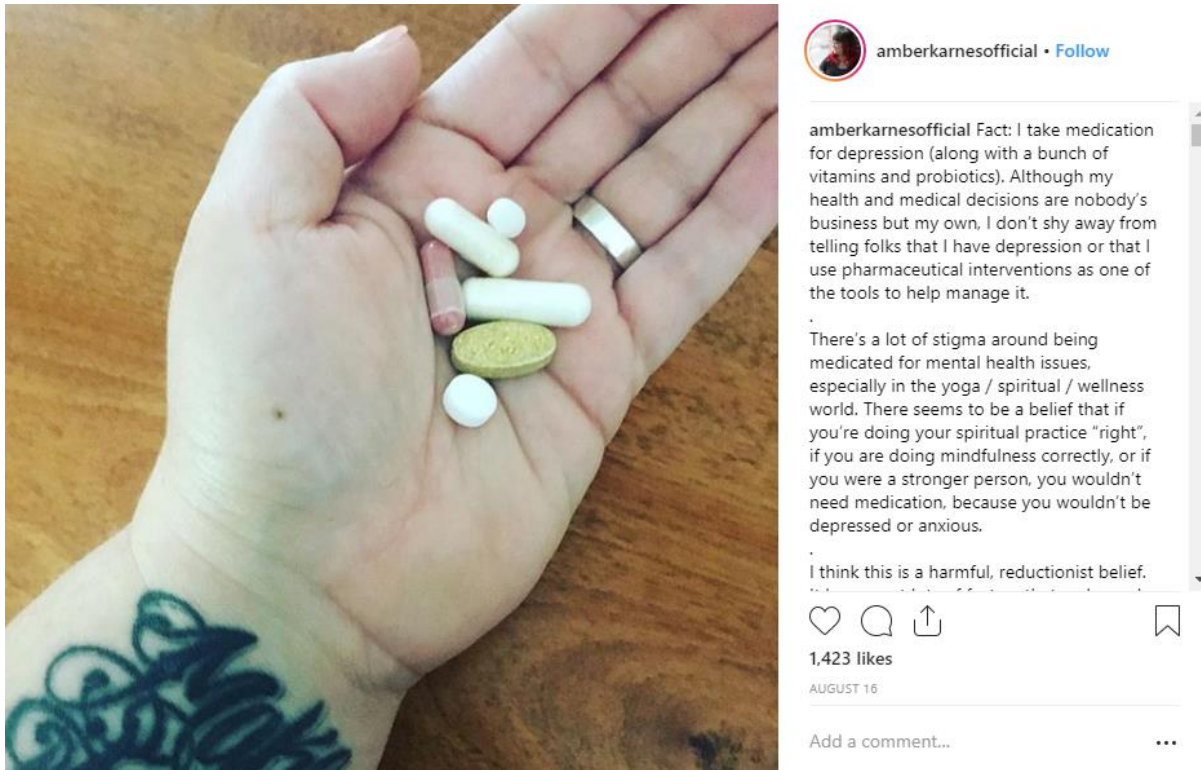 amberkarnesofficial • Follow
amberkarnesofficial Fact: I take medication
for depression (along with a bunch of
vitamins and probiotics). Although my
health and medical decisions are nobody's
business but my own, I don't shy away from
telling folks that I have depression or that I
use pharmaceutical interventions as one of
the tools to help manage it.
.
There's a lot of stigma around being
medicated for mental health issues,
especially in the yoga / spiritual / wellness
world. There seems to be a belief that if
you're doing your spiritual practice "right",
if you are doing mindfulness correctly, or if
you were a stronger person, you wouldn't
need medication, because you wouldn't be
depressed or anxious.
.
I think this is a harmful, reductionist belief.
1,423 likes
AUGUST 16
Add a comment...